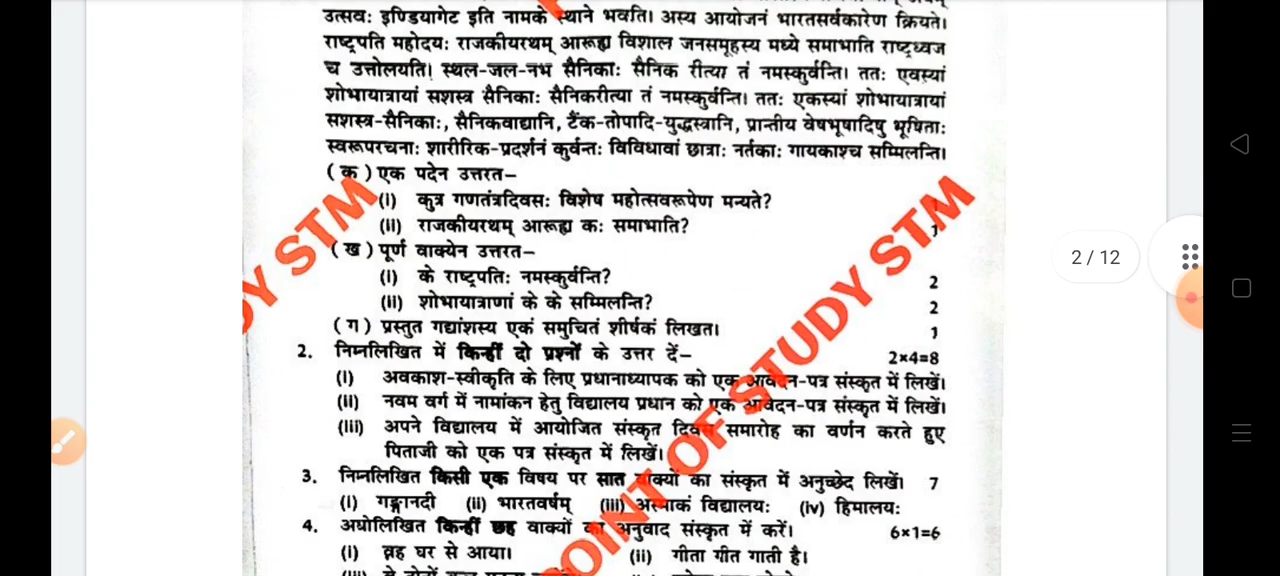 उत्सवः इण्डियागेट इति नामके स्थाने भवति। अस्य आयोजनं भारतसर्वकारेण क्रियते।
राष्ट्रपति महोदयः राजकीयरथम् आरूह्य विशाल जनसमूहस्य मध्ये समाभाति राष्ट्रध्वज
च उत्तोलयति। स्थल-जल-नभ सैनिकाः सैनिक रीत्या तं नमस्कुर्वन्ति। ततः एवस्यां
शोभायात्रायां सशस्त्र सैनिकाः सैनिकरीत्या तं नमस्कुर्वन्ति। ततः एकस्यां शोभायात्रायां
सशस्त्र-सैनिकाः, सैनिकवाद्यानि, टैंक-तोपादि-युद्धस्त्रानि, प्रान्तीय वेषभूषादिषु भूषिताः
स्वरूपरचनाः शारीरिक-प्रदर्शनं कुर्वन्तः विविधावां छात्राः नर्तकाः गायकाश्च सम्मिलन्ति।
(क) एक पदेन उत्तरत–
(i) कुत्र गणतंत्रदिवसः विशेष महोत्सवरूपेण मन्यते?
(ii) राजकीयरथम् आरूह्य कः समाभाति? 1
(ख) पूर्ण वाक्येन उत्तरत–
(i) के राष्ट्रपतिः नमस्कुर्वन्ति? 2
(ii) शोभायात्राणां के के सम्मिलन्ति? 2
(ग) प्रस्तुत गद्यांशस्य एकं समुचितं शीर्षकं लिखत। 1
2. निम्नलिखित में किन्हीं दो प्रश्नों के उत्तर दें– 2×4=8
(i) अवकाश-स्वीकृति के लिए प्रधानाध्यापक को एक आवेदन-पत्र संस्कृत में लिखें।
(ii) नवम वर्ग में नामांकन हेतु विद्यालय प्रधान को एक आवेदन-पत्र संस्कृत में लिखें।
(iii) अपने विद्यालय में आयोजित संस्कृत दिवस समारोह का वर्णन करते हुए
पिताजी को एक पत्र संस्कृत में लिखें।
3. निम्नलिखित किसी एक विषय पर सात वाक्यों का संस्कृत में अनुच्छेद लिखें। 7
(i) गङ्गानदी (ii) भारतवर्षम् (iii) अस्माकं विद्यालयः (iv) हिमालयः
4. अधोलिखित किन्हीं छह वाक्यों का अनुवाद संस्कृत में करें। 6×1=6
(i) वह घर से आया। (ii) गीता गीत गाती है।
2 / 12
Y STM
POINT OF STUDY STM